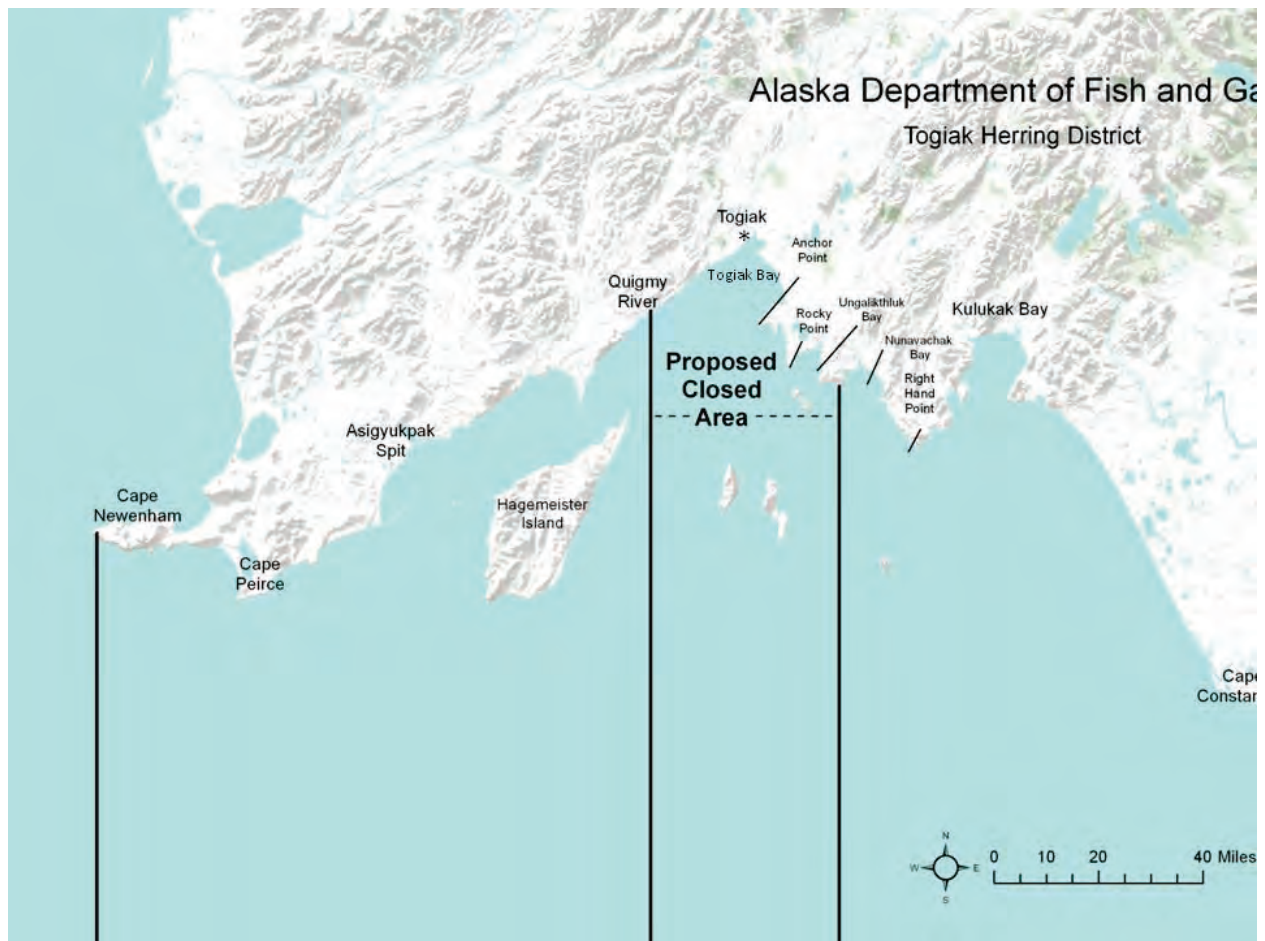 Alaska Department of Fish and Ga
Togiak Herring District
Togiak
*
Anchor
Point
Togiak Bay
Quigmy
River
Ungalikthluk
Bay
Rocky
Point
Kulukak Bay
Nunavachak
Bay
Proposed
Closed
Area
Right
Hand
Point
Asigyukpak
Spit
Cape
Newenham
Hagemeister
Island
Cape
Peirce
Cape
Constan
N
W
E
S
0 10 20 40 Miles